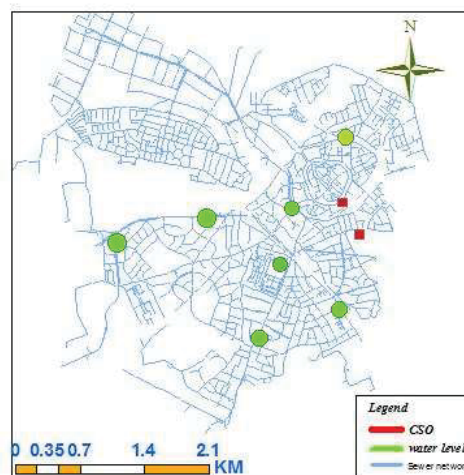 N
Legend
CSO
water level
Sewer network
0 0.35 0.7 1.4 2.1
KM